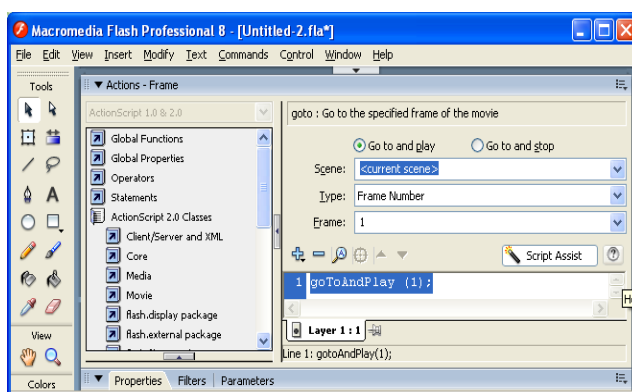 Macromedia Flash Professional 8 - [Untitled-2.fla*]
File Edit View Insert Modify Text Commands Control Window Help
Tools
View
Colors
Actions - Frame
ActionScript 1.0 & 2.0
Global Functions
Global Properties
Operators
Statements
ActionScript 2.0 Classes
Client/Server and XML
Core
Media
Movie
flash.display package
flash.external package
goto : Go to the specified frame of the movie
Go to and play Go to and stop
Scene: <current scene>
Type: Frame Number
Frame: 1
Script Assist
1 goToAndPlay (1);
Layer 1 : 1
Line 1: gotoAndPlay(1);
Properties Filters Parameters